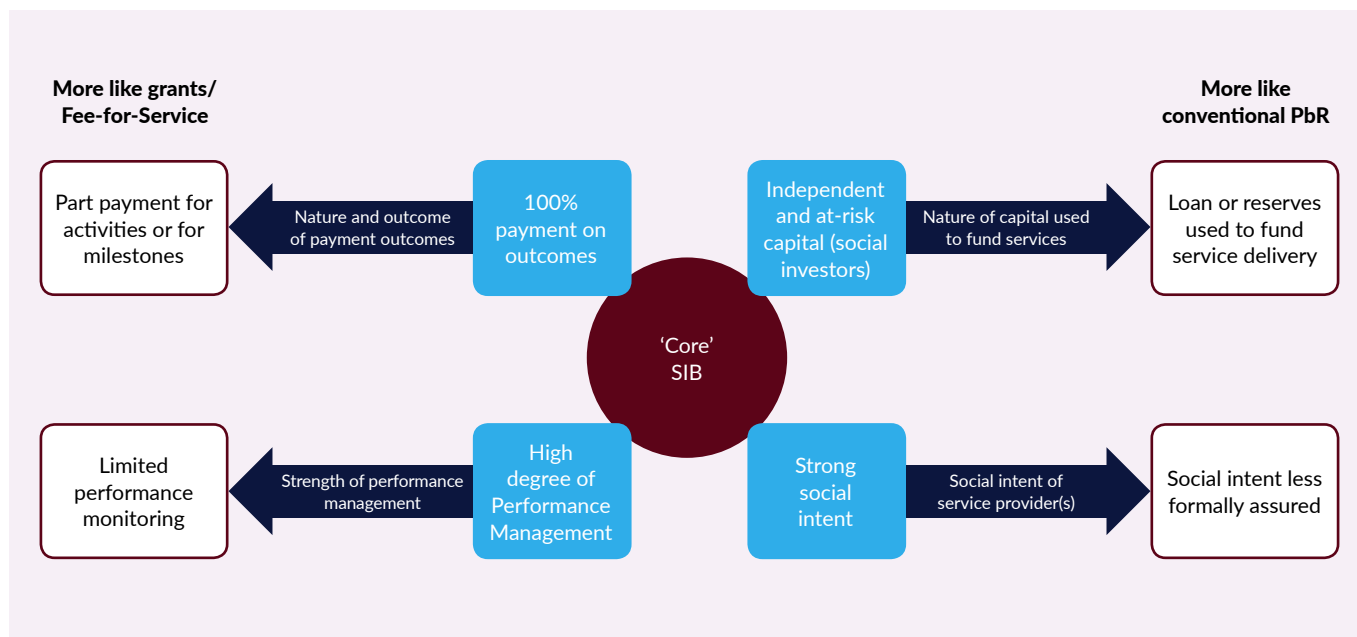 More like grants/
Fee-for-Service
More like
conventional PbR
Part payment for
activities or for
milestones
Nature and outcome
of payment outcomes
100%
payment on
outcomes
Independent
and at-risk
capital (social
investors)
Nature of capital used
to fund services
Loan or reserves
used to fund
service delivery
‘Core’
SIB
Limited
performance
monitoring
Strength of performance
management
High
degree of
Performance
Management
Strong
social
intent
Social intent of
service provider(s)
Social intent less
formally assured